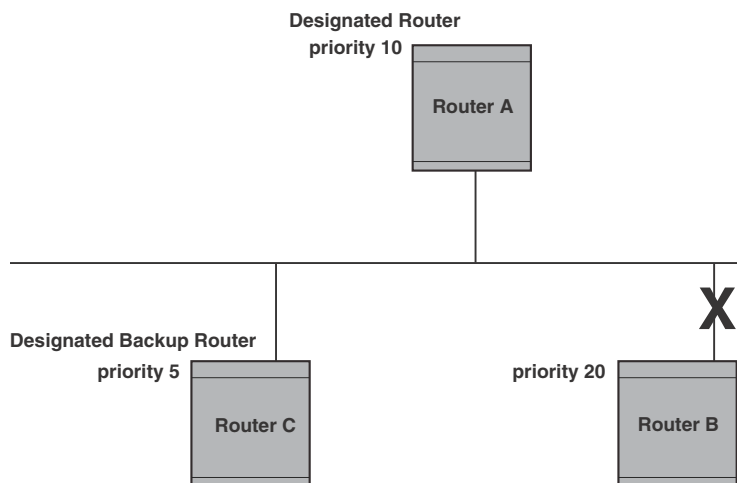 Designated Router
priority 10
Router A
X
Designated Backup Router
priority 5
priority 20
Router C
Router B